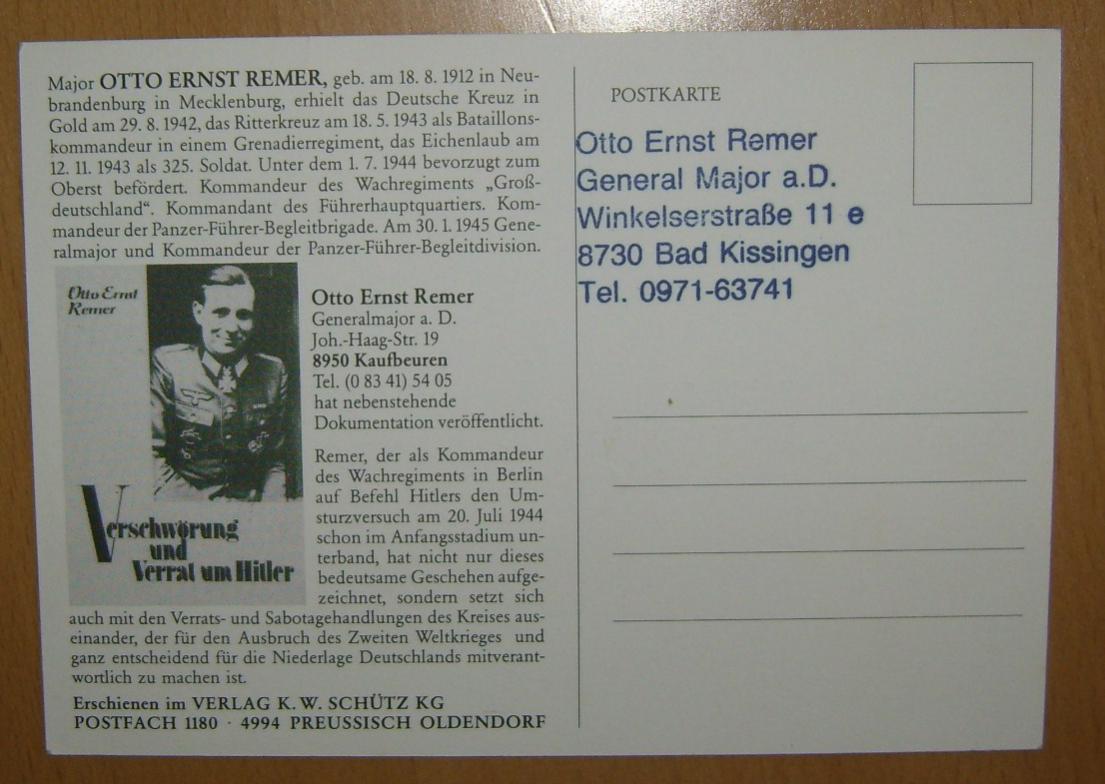 Major OTTO ERNST REMER, geb. am 18. 8. 1912 in Neu-
brandenburg in Mecklenburg, erhielt das Deutsche Kreuz in
Gold am 29. 8. 1942, das Ritterkreuz am 18. 5. 1943 als Bataillons-
kommandeur in einem Grenadierregiment, das Eichenlaub am
12. 11. 1943 als 325. Soldat. Unter dem 1. 7. 1944 bevorzugt zum
Oberst befördert. Kommandeur des Wachregiments „Groß-
deutschland“. Kommandant des Führerhauptquartiers. Kom-
mandeur der Panzer-Führer-Begleitbrigade. Am 30. 1. 1945 Gene-
ralmajor und Kommandeur der Panzer-Führer-Begleitdivision.
Otto Ernst
Remer
Verschwörung
und
Verrat um Hitler
Otto Ernst Remer
Generalmajor a. D.
Joh.-Haag-Str. 19
8950 Kaufbeuren
Tel. (0 83 41) 54 05
hat nebenstehende
Dokumentation veröffentlicht.
Remer, der als Kommandeur
des Wachregiments in Berlin
auf Befehl Hitlers den Um-
sturzversuch am 20. Juli 1944
schon im Anfangsstadium un-
terband, hat nicht nur dieses
bedeutsame Geschehen aufge-
zeichnet, sondern setzt sich
auch mit den Verrats- und Sabotagehandlungen des Kreises aus-
einander, der für den Ausbruch des Zweiten Weltkrieges und
ganz entscheidend für die Niederlage Deutschlands mitverant-
wortlich zu machen ist.
Erschienen im VERLAG K. W. SCHÜTZ KG
POSTFACH 1180 · 4994 PREUSSISCH OLDENDORF
POSTKARTE
Otto Ernst Remer
General Major a.D.
Winkelserstraße 11 e
8730 Bad Kissingen
Tel. 0971-63741